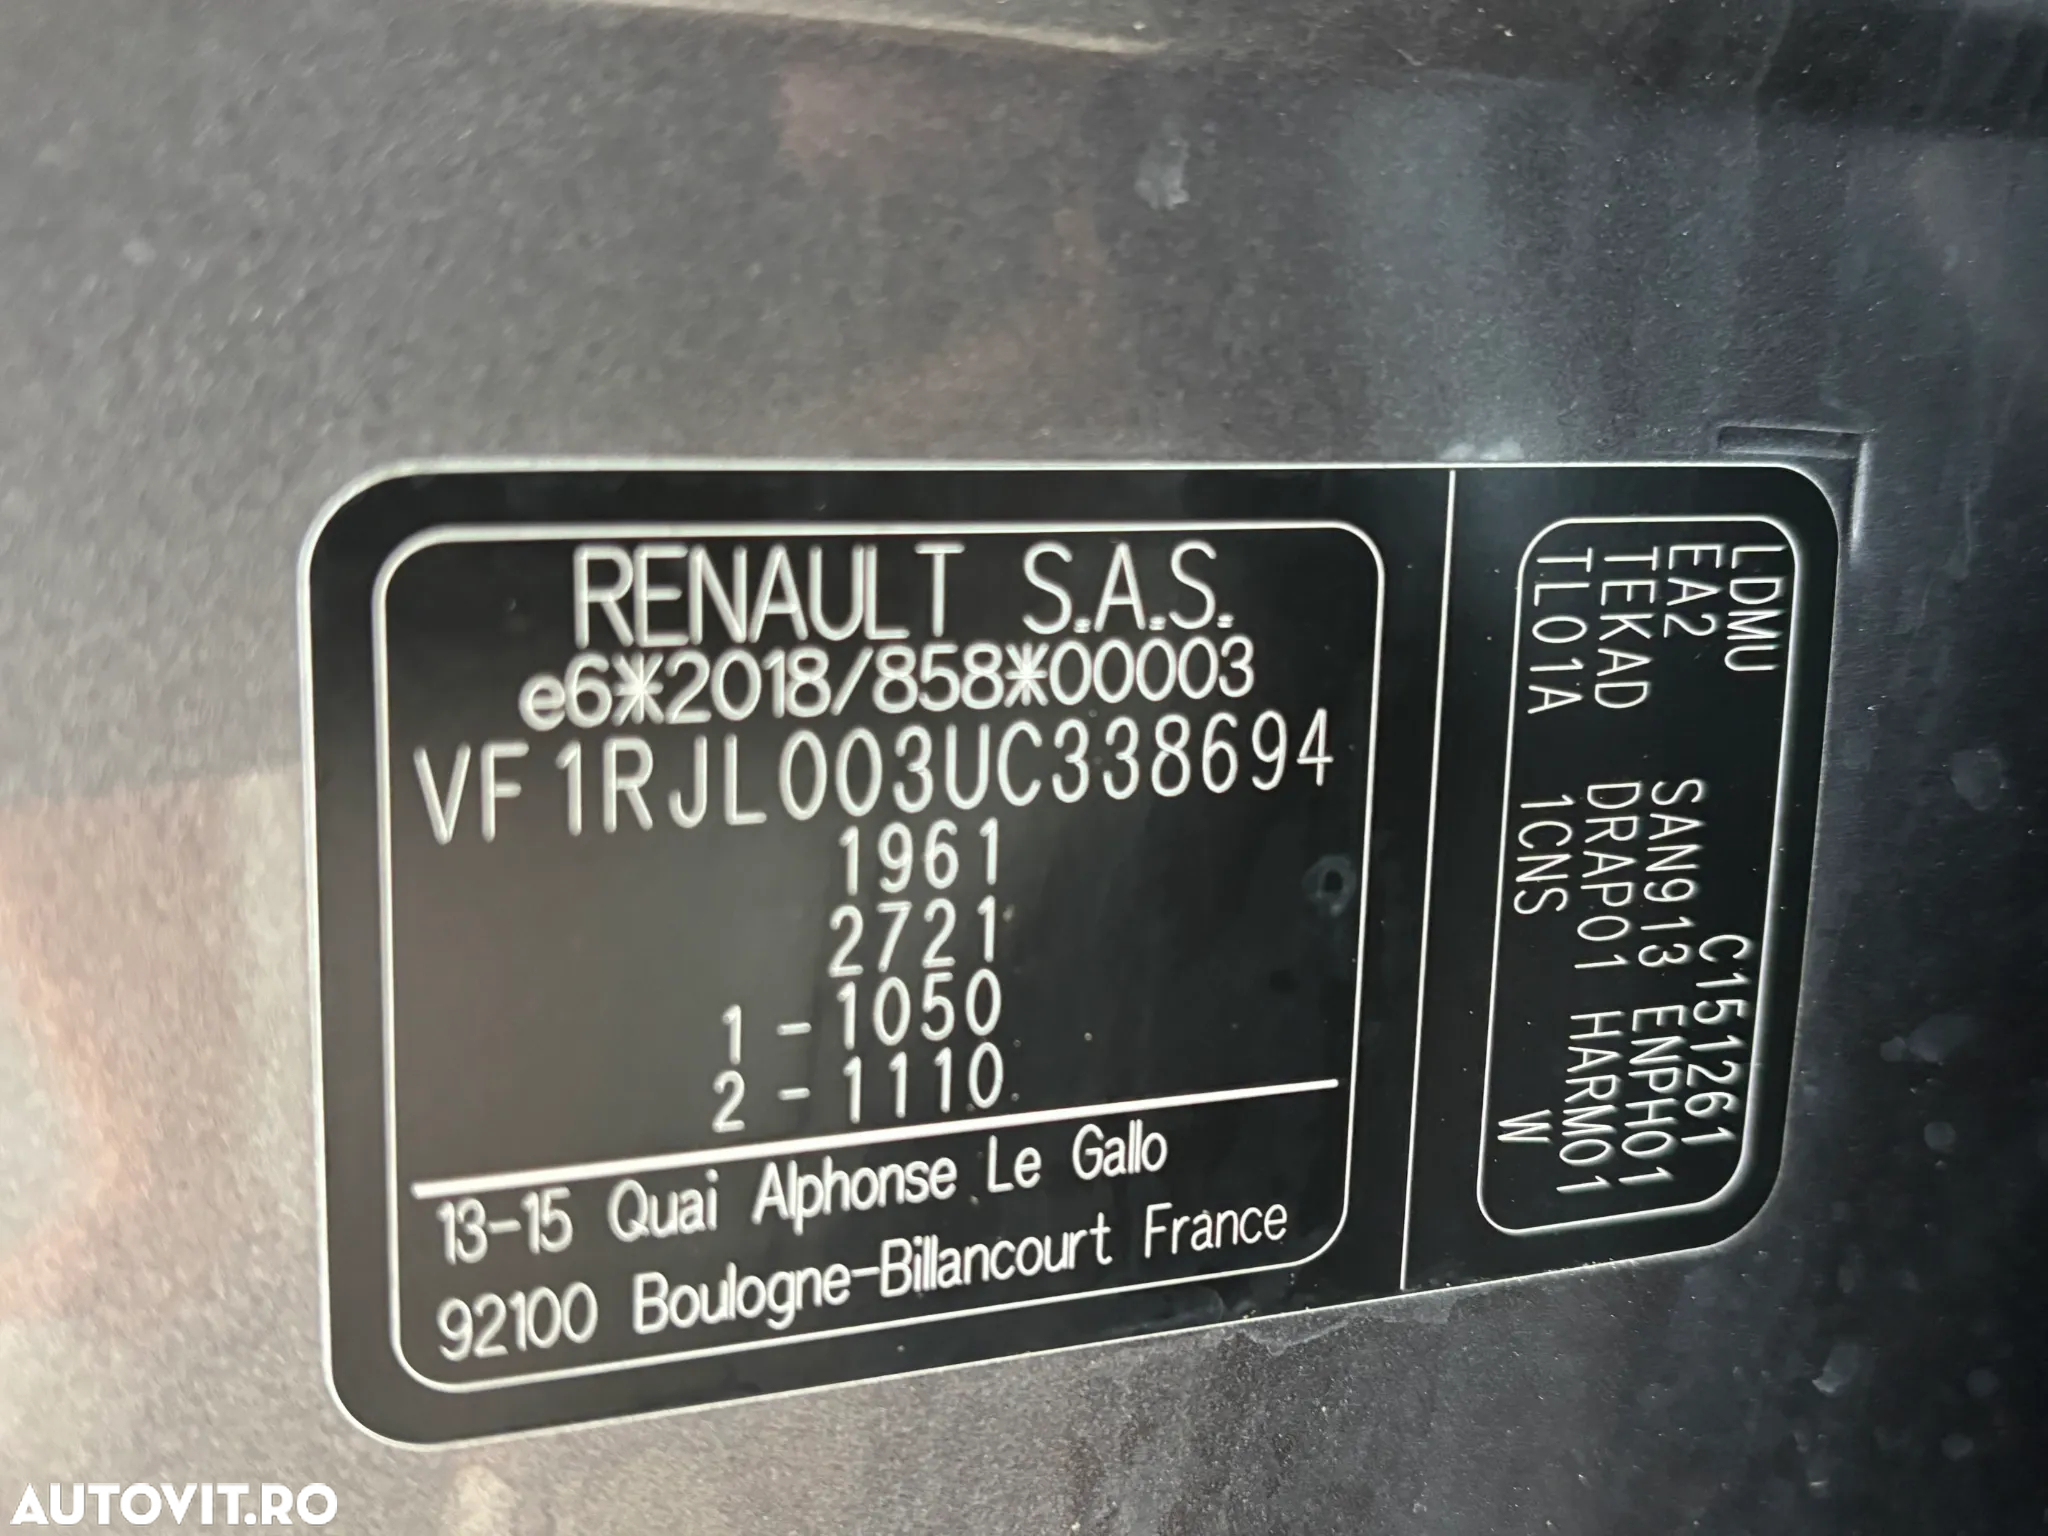 RENAULT S.A.S.
e6*2018/858*00003
VF1RJL003UC338694
1961
2721
1-1050
2-1110
13-15 Quai Alphonse Le Gallo
92100 Boulogne-Billancourt France
LDMU C151261
EA2 SAN913 ENPH01
TEKAD DRAP01 HARM01
TL01A 1CNS W
AUTOVIT.RO